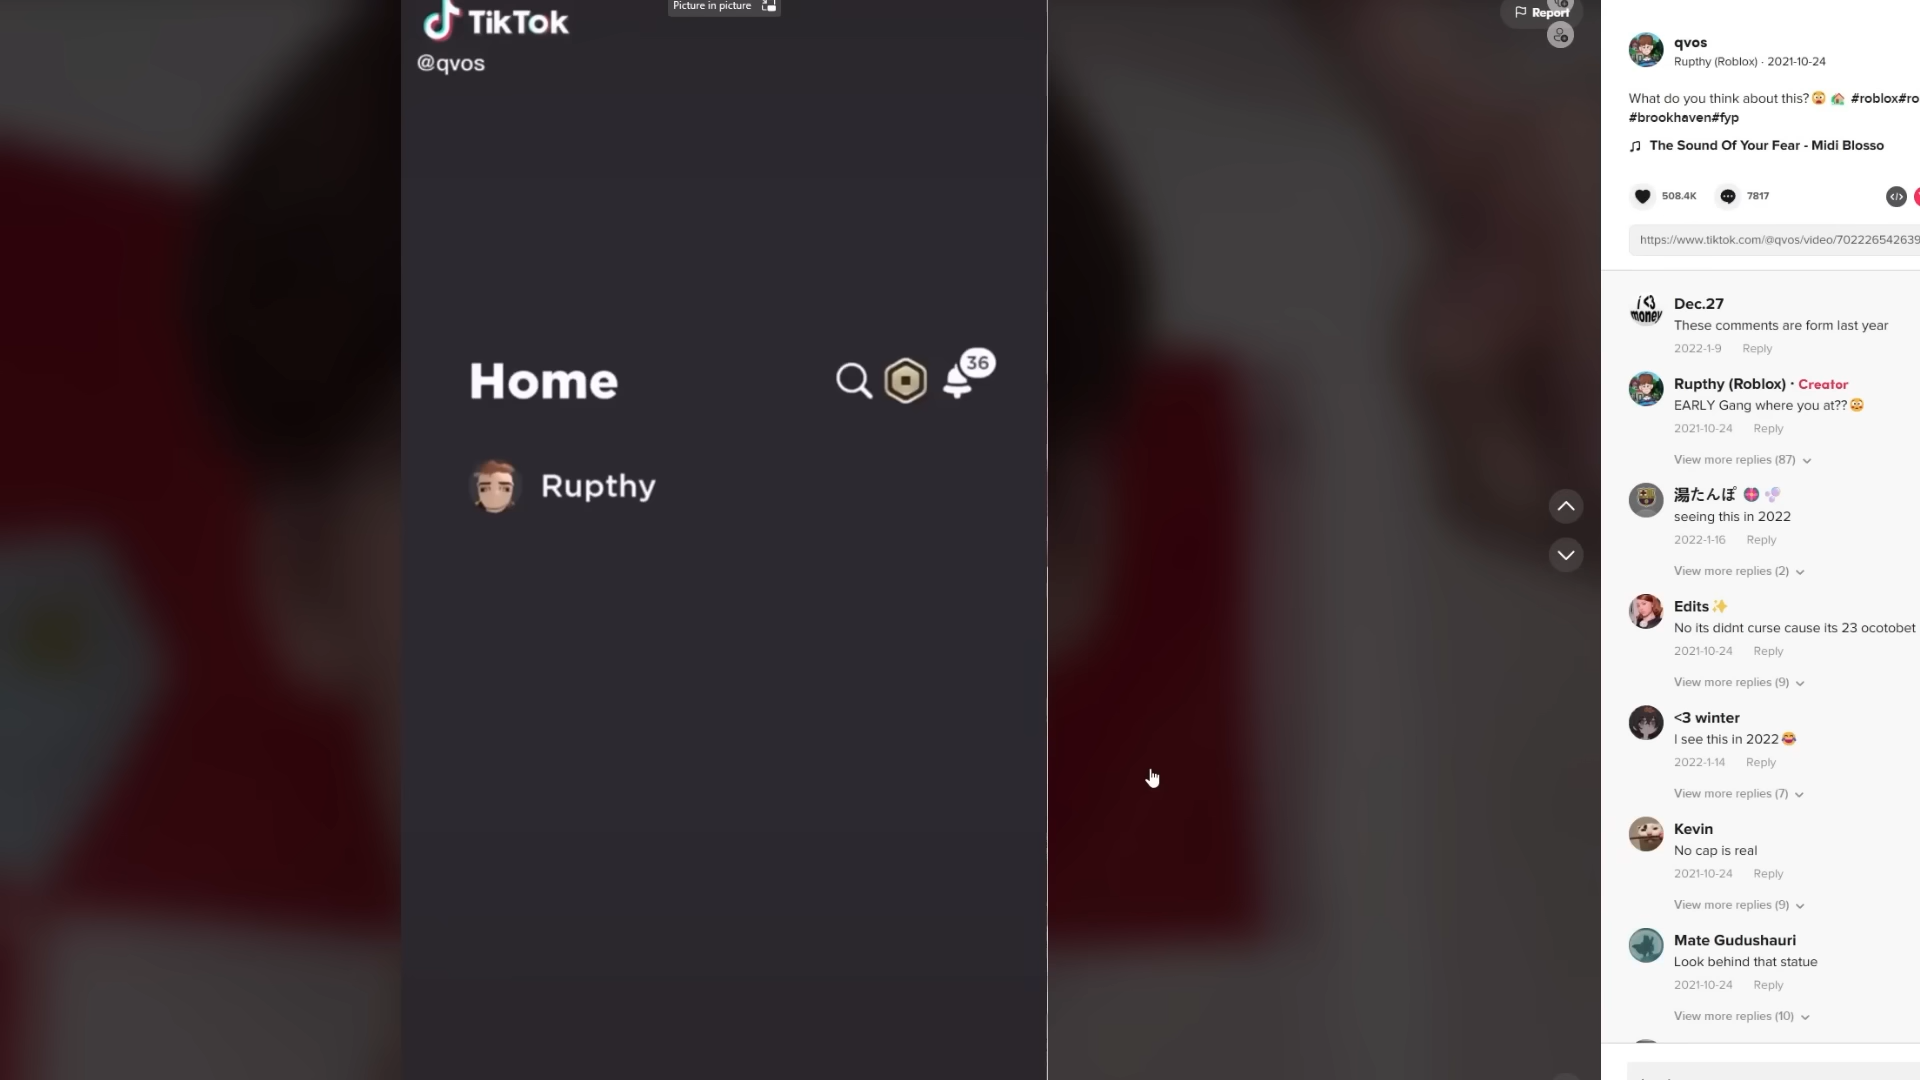 Picture in picture
TikTok
@qvos
Home
36
Rupthy
Report
qvos
Rupthy (Roblox) · 2021-10-24
What do you think about this?😨 🏠 #roblox#ro
#brookhaven#fyp
The Sound Of Your Fear - Midi Blosso
508.4K
7817
https://www.tiktok.com/@qvos/video/702226542639
i <3
money
Dec.27
These comments are form last year
2022-1-9 Reply
Rupthy (Roblox) · Creator
EARLY Gang where you at??😨
2021-10-24 Reply
View more replies (87)
湯たんぽ
seeing this in 2022
2022-1-16 Reply
View more replies (2)
Edits✨
No its didnt curse cause its 23 ocotobet
2021-10-24 Reply
View more replies (9)
<3 winter
I see this in 2022😂
2022-1-14 Reply
View more replies (7)
Kevin
No cap is real
2021-10-24 Reply
View more replies (9)
Mate Gudushauri
Look behind that statue
2021-10-24 Reply
View more replies (10)